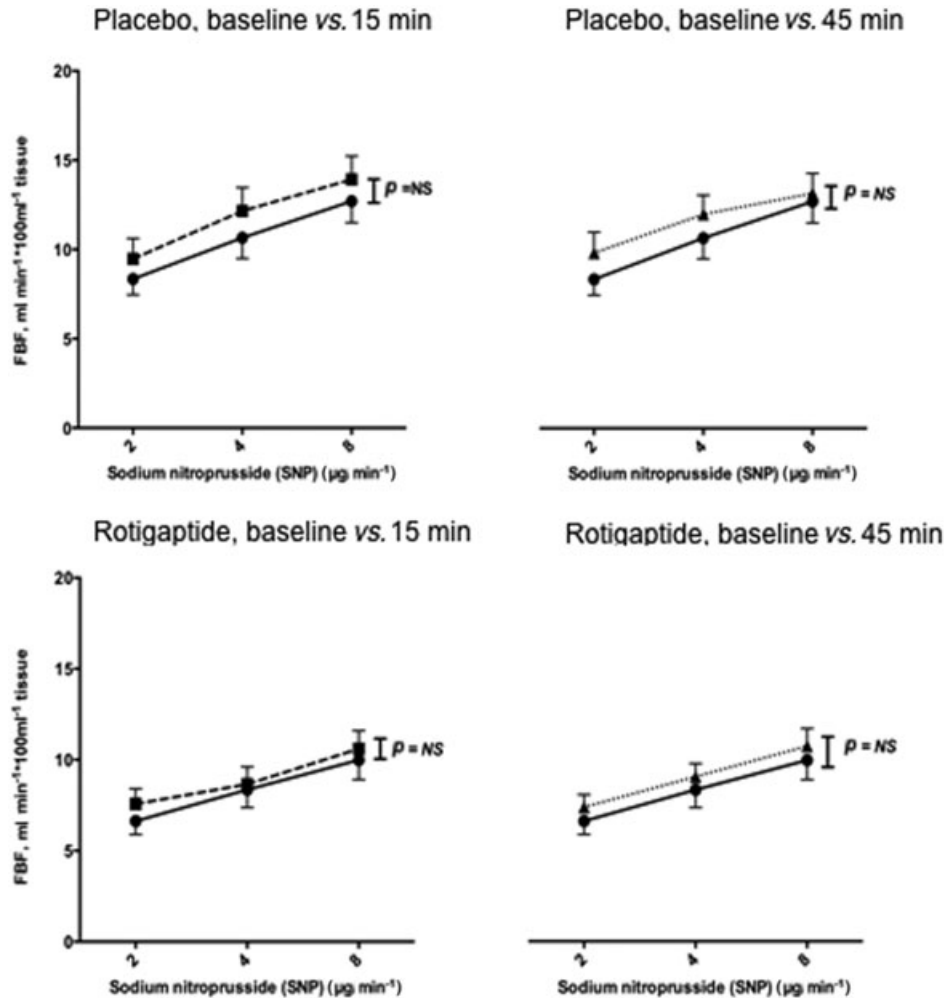 Placebo, baseline vs. 15 min
Placebo, baseline vs. 45 min
FBF, ml min⁻¹*100ml⁻¹ tissue
20
15
10
5
0
p =NS
p = NS
2
4
8
2
4
8
Sodium nitroprusside (SNP) (µg min⁻¹)
Sodium nitroprusside (SNP) (µg min⁻¹)
Rotigaptide, baseline vs. 15 min
Rotigaptide, baseline vs. 45 min
FBF, ml min⁻¹*100ml⁻¹ tissue
20
15
10
5
0
p = NS
p = NS
2
4
8
2
4
8
Sodium nitroprusside (SNP) (µg min⁻¹)
Sodium nitroprusside (SNP) (µg min⁻¹)